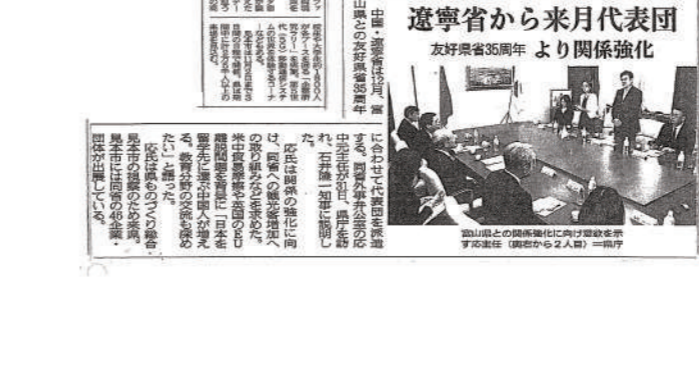 遼寧省から来月代表団
友好県省35周年 より関係強化
中国・遼寧省は12月、富
山県との友好県省35周年
に合わせて代表団を派遣
する。同省外事弁公室の応
中元主任が31日、県庁を訪
れ、石井隆一知事に説明し
た。
応氏は関係の強化に向
け、同省への観光客増加へ
の取り組みなどを求めた。
米中貿易摩擦や英国のEU
離脱問題を背景に「日本を
留学先に選ぶ中国人が増え
る。教育分野の交流も深め
たい」と語った。
応氏は県ものづくり総合
見本市の視察のため来県。
見本市には同省の45企業・
団体が出展している。
富山県との関係強化に向け意欲を示
す応主任（奥右から2人目）＝県庁